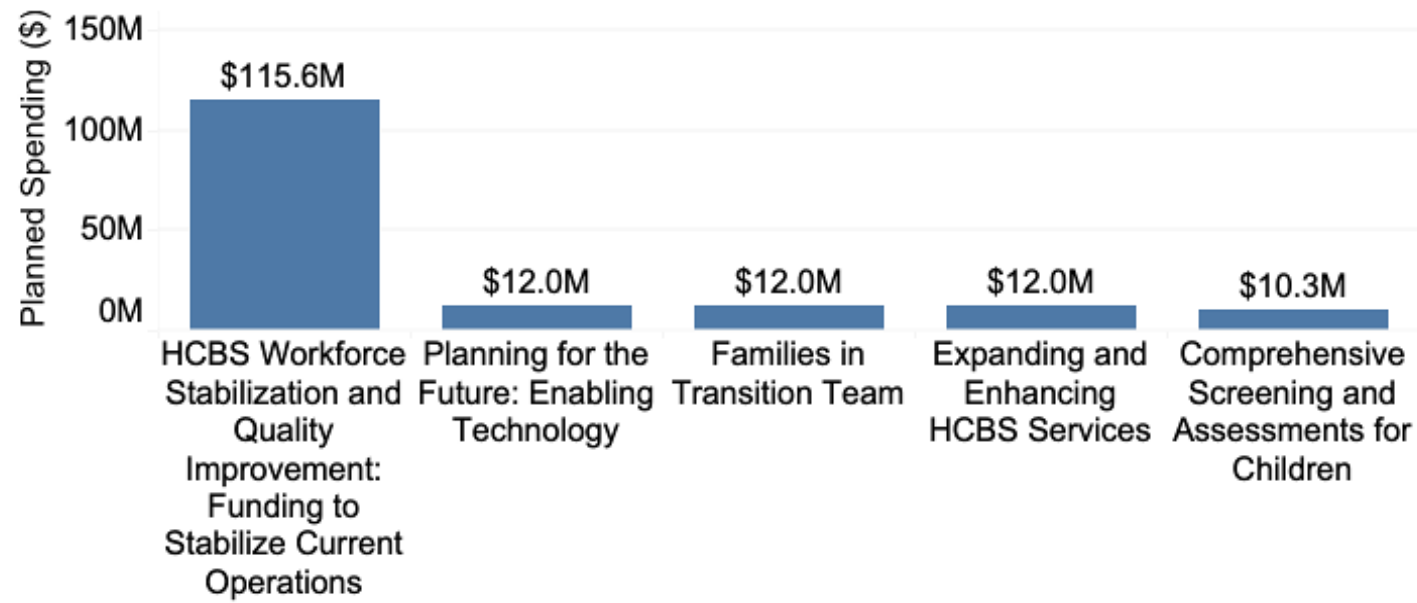 Planned Spending ($)
150M
100M
50M
0M
$115.6M
$12.0M
$12.0M
$12.0M
$10.3M
HCBS Workforce
Stabilization and
Quality
Improvement:
Funding to
Stabilize Current
Operations
Planning for the
Future: Enabling
Technology
Families in
Transition Team
Expanding and
Enhancing
HCBS Services
Comprehensive
Screening and
Assessments for
Children